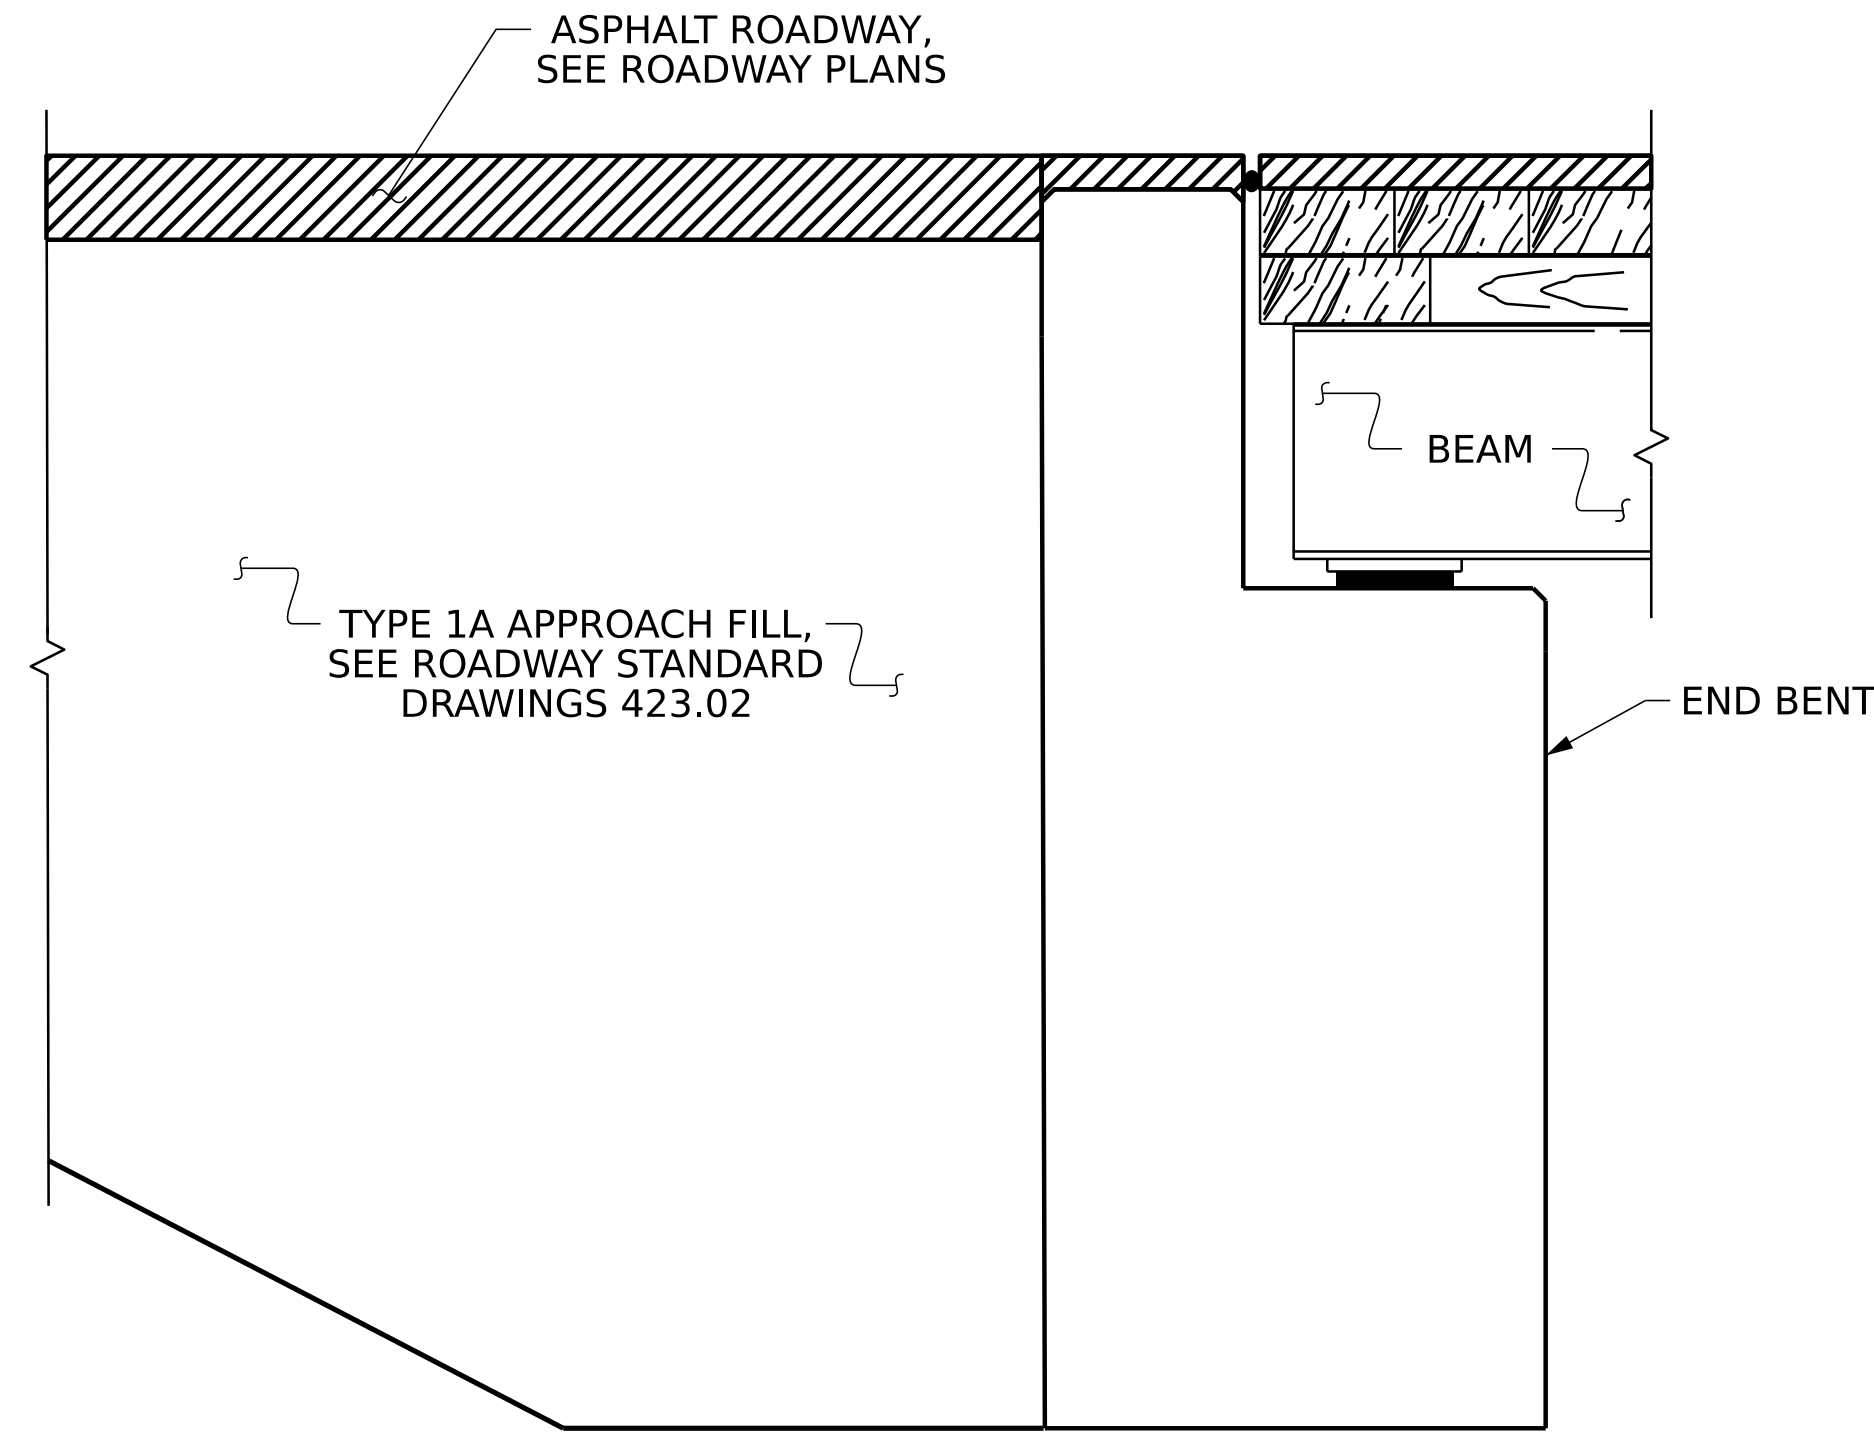 ASPHALT ROADWAY,
SEE ROADWAY PLANS
BEAM
TYPE 1A APPROACH FILL,
SEE ROADWAY STANDARD
DRAWINGS 423.02
END BENT